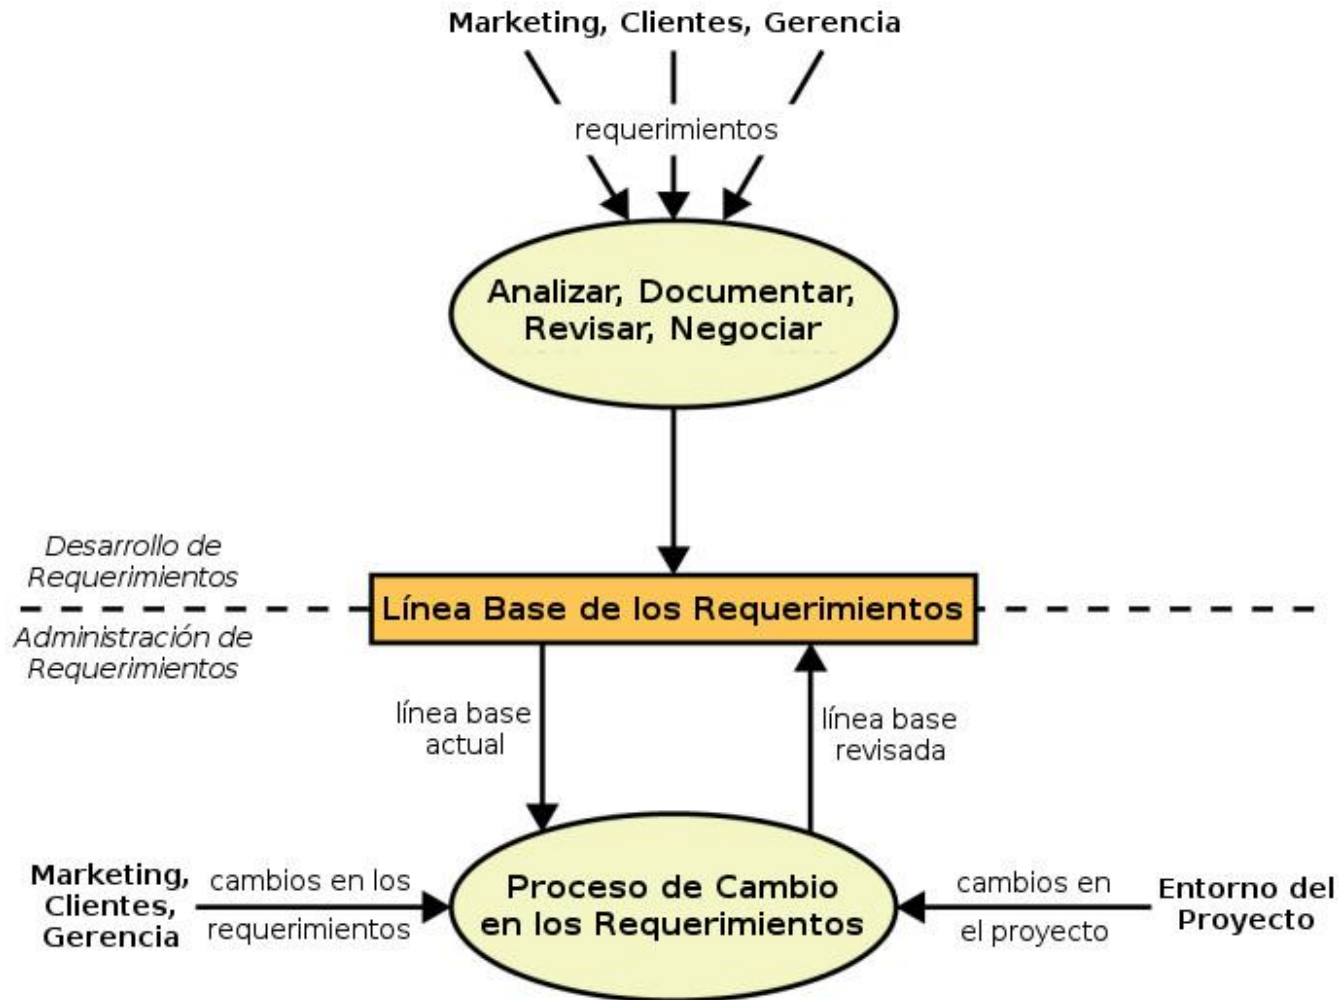 Marketing, Clientes, Gerencia
requerimientos
Analizar, Documentar,
Revisar, Negociar
Desarrollo de
Requerimientos
Línea Base de los Requerimientos
Administración de
Requerimientos
línea base
actual
línea base
revisada
Marketing,
Clientes,
Gerencia
cambios en los
requerimientos
Proceso de Cambio
en los Requerimientos
cambios en
el proyecto
Entorno del
Proyecto